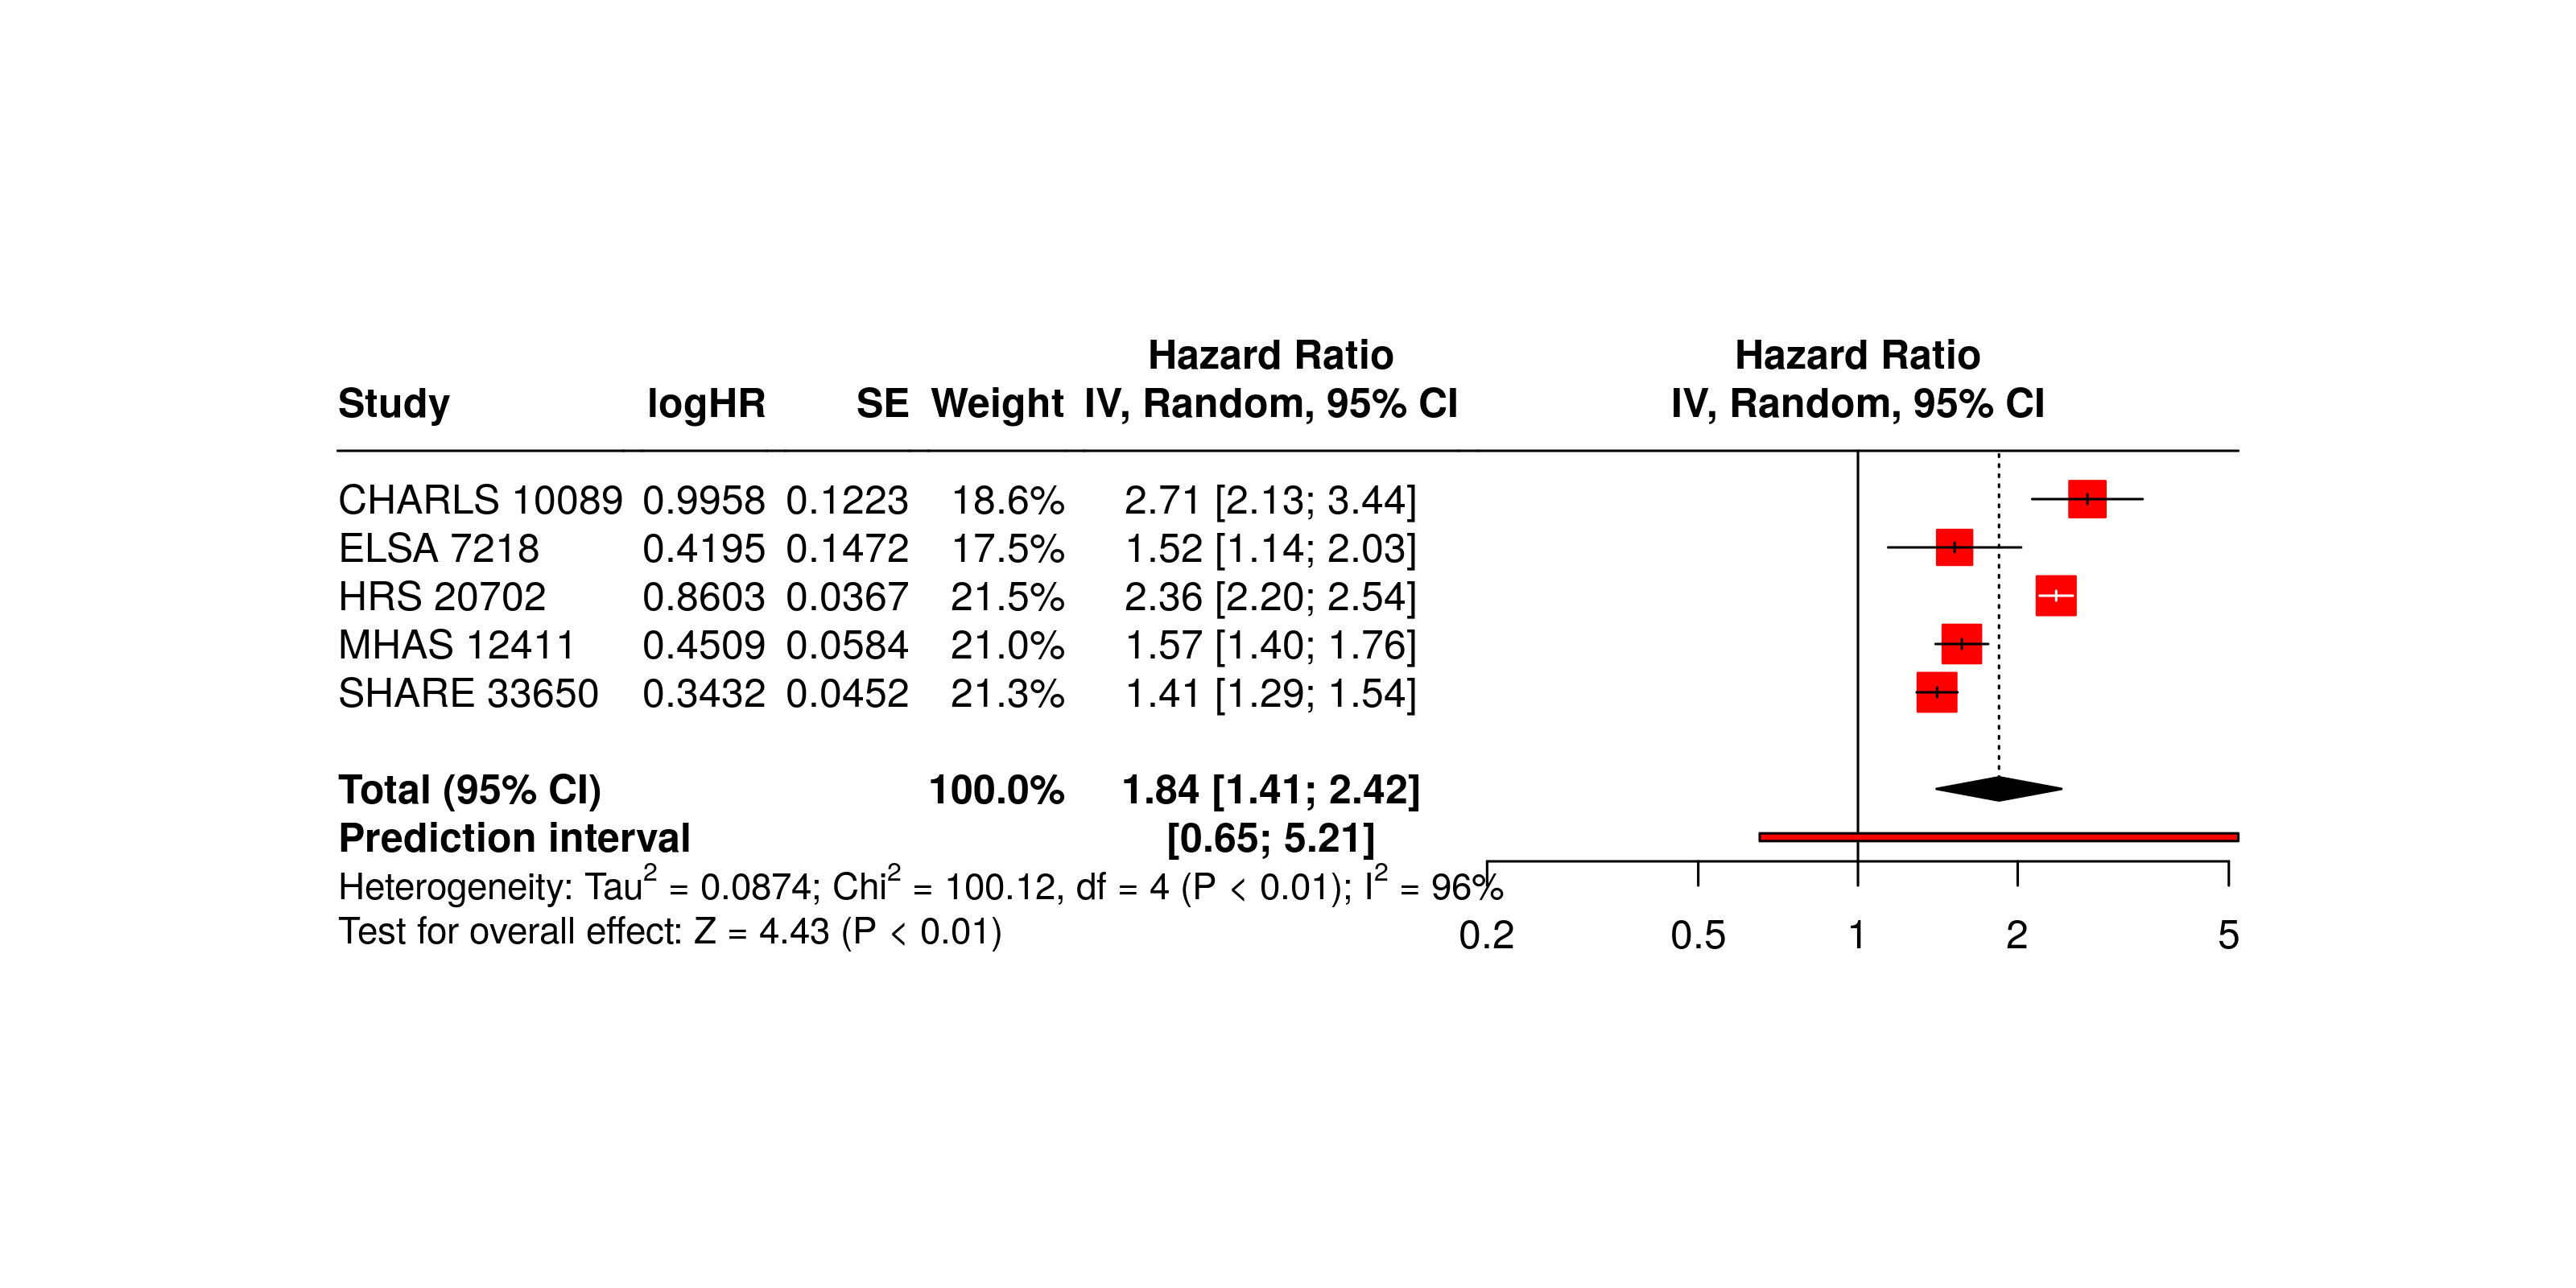 Hazard Ratio Hazard Ratio
Study logHR SE Weight IV, Random, 95% CI IV, Random, 95% CI
CHARLS 10089 0.9958 0.1223 18.6% 2.71 [2.13; 3.44]
ELSA 7218 0.4195 0.1472 17.5% 1.52 [1.14; 2.03]
HRS 20702 0.8603 0.0367 21.5% 2.36 [2.20; 2.54]
MHAS 12411 0.4509 0.0584 21.0% 1.57 [1.40; 1.76]
SHARE 33650 0.3432 0.0452 21.3% 1.41 [1.29; 1.54]
Total (95% CI) 100.0% 1.84 [1.41; 2.42]
Prediction interval [0.65; 5.21]
Heterogeneity: Tau² = 0.0874; Chi² = 100.12, df = 4 (P < 0.01); I² = 96%
Test for overall effect: Z = 4.43 (P < 0.01)
0.2 0.5 1 2 5